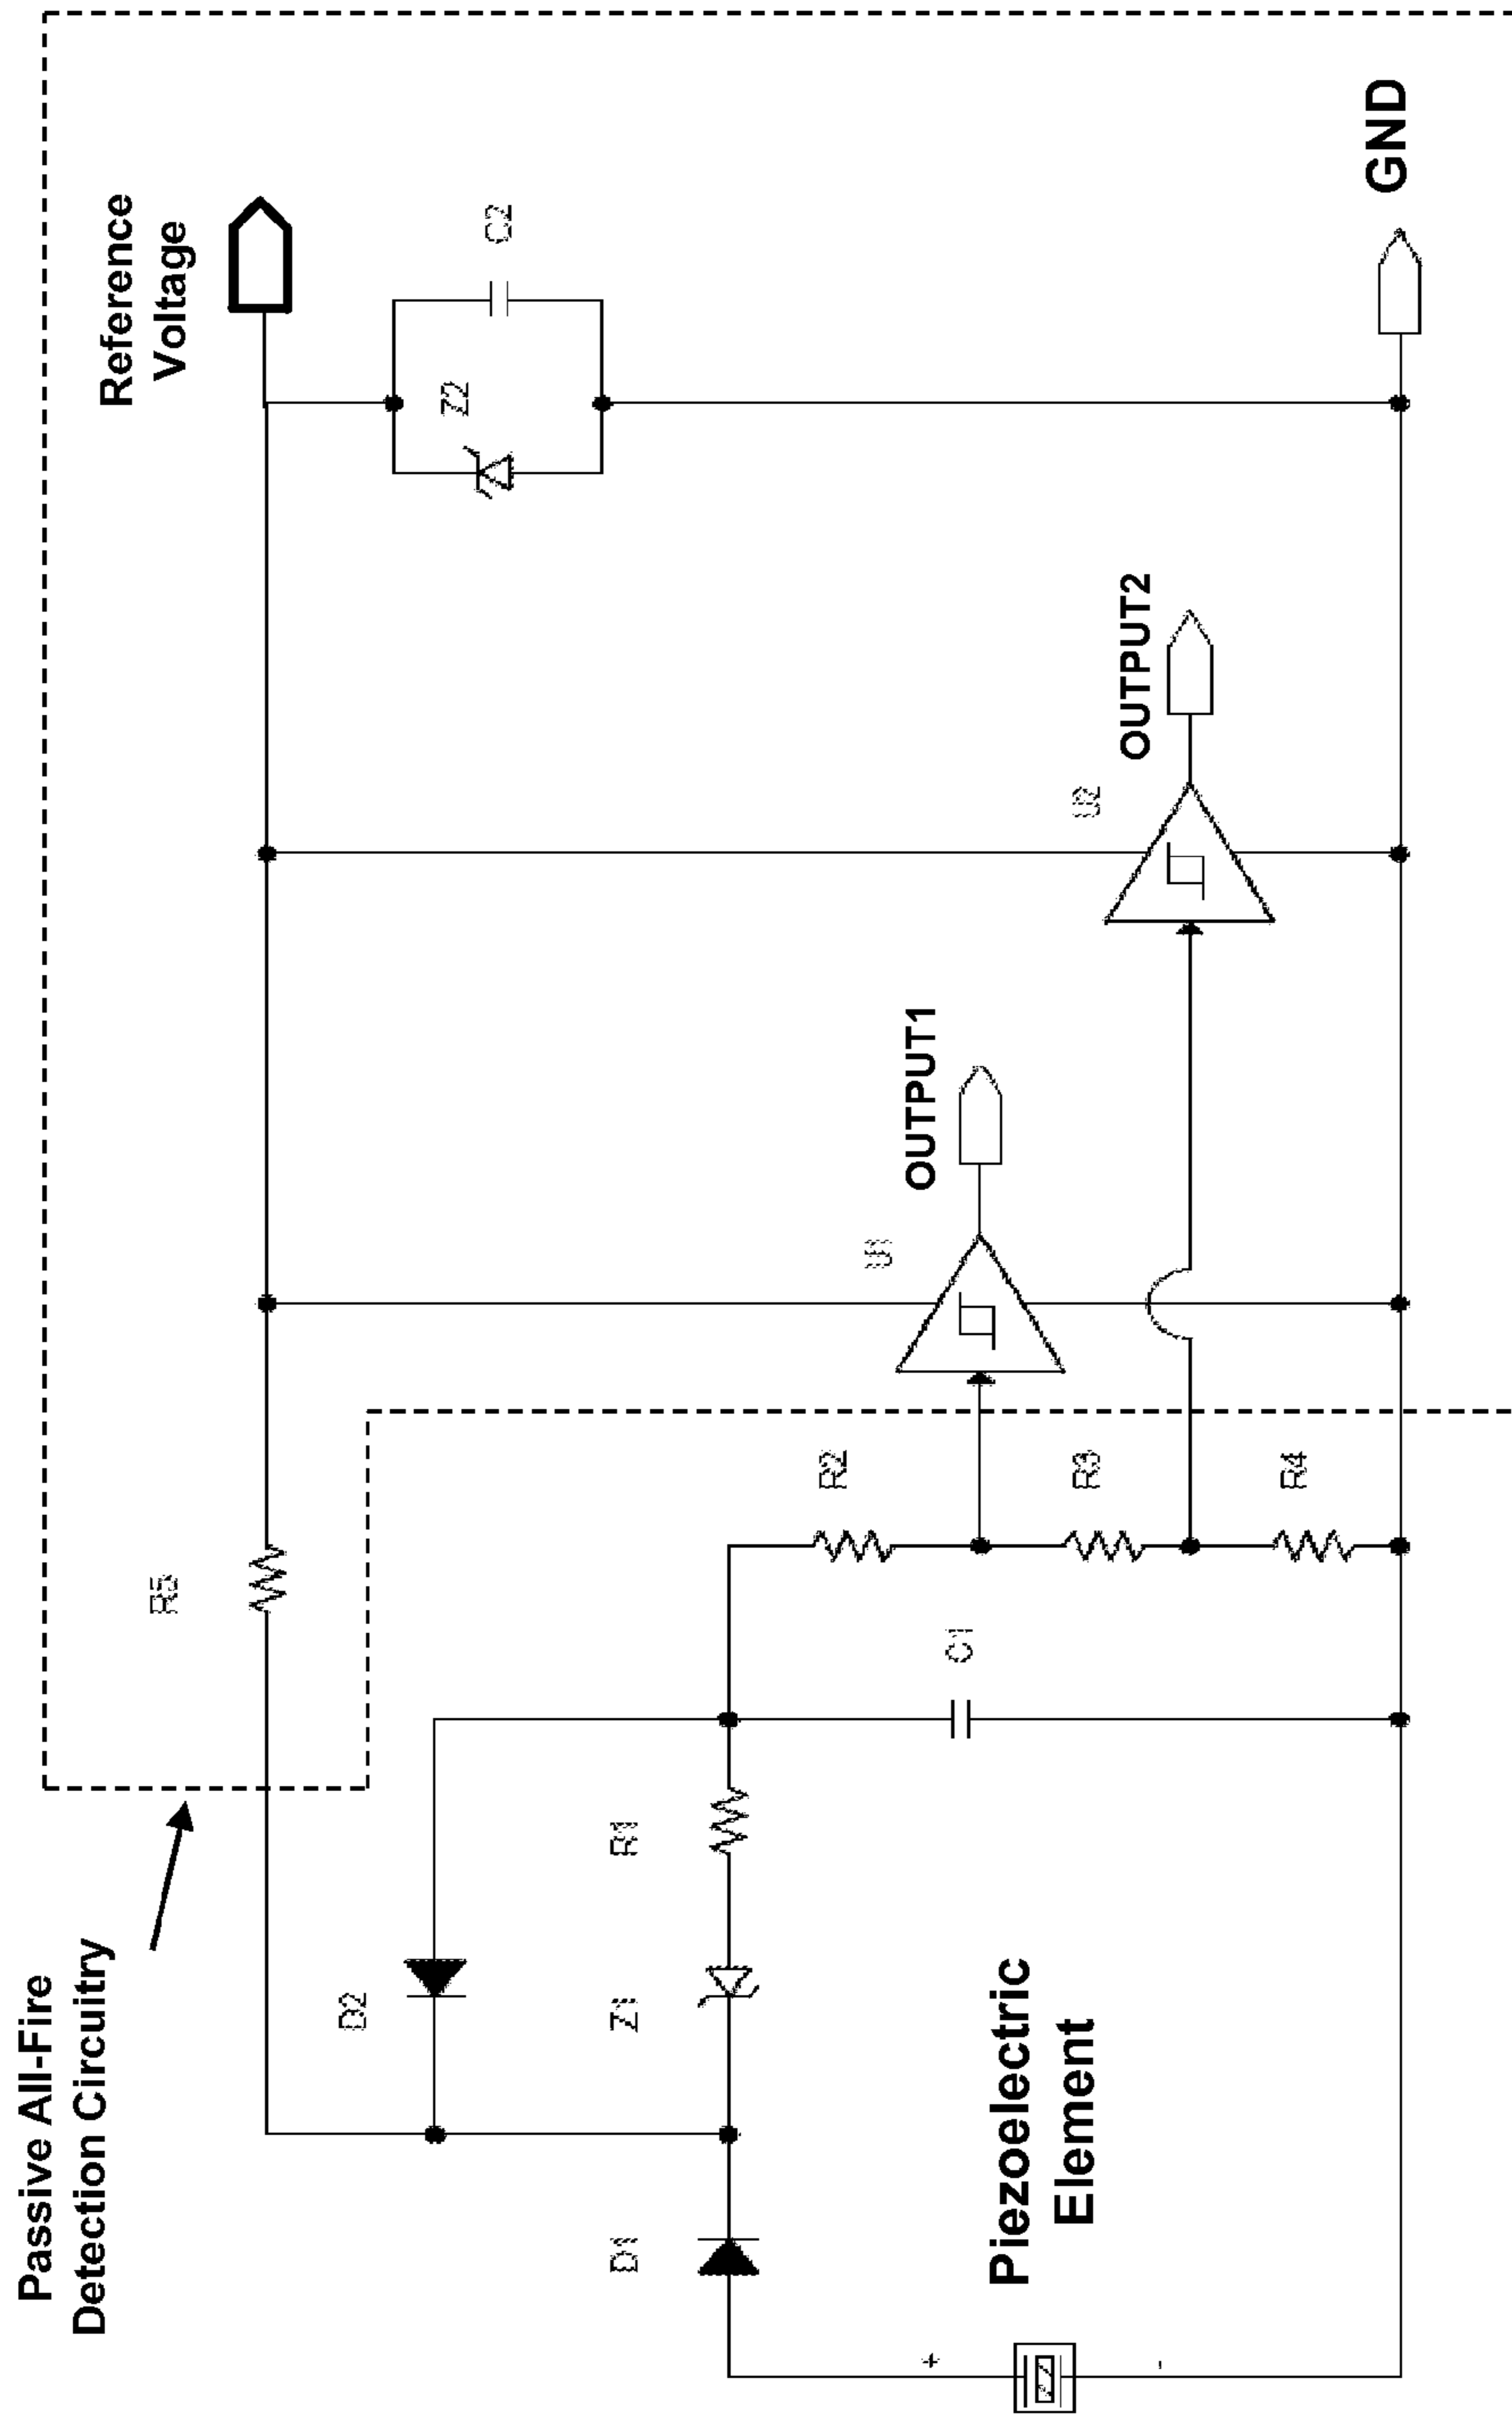 Passive All-Fire
Detection Circuitry
R5
Reference
Voltage
D2
Z2
C2
D1
Z1
R1
C1
R2
R3
R4
U1
OUTPUT1
U2
OUTPUT2
+
-
Piezoelectric
Element
GND